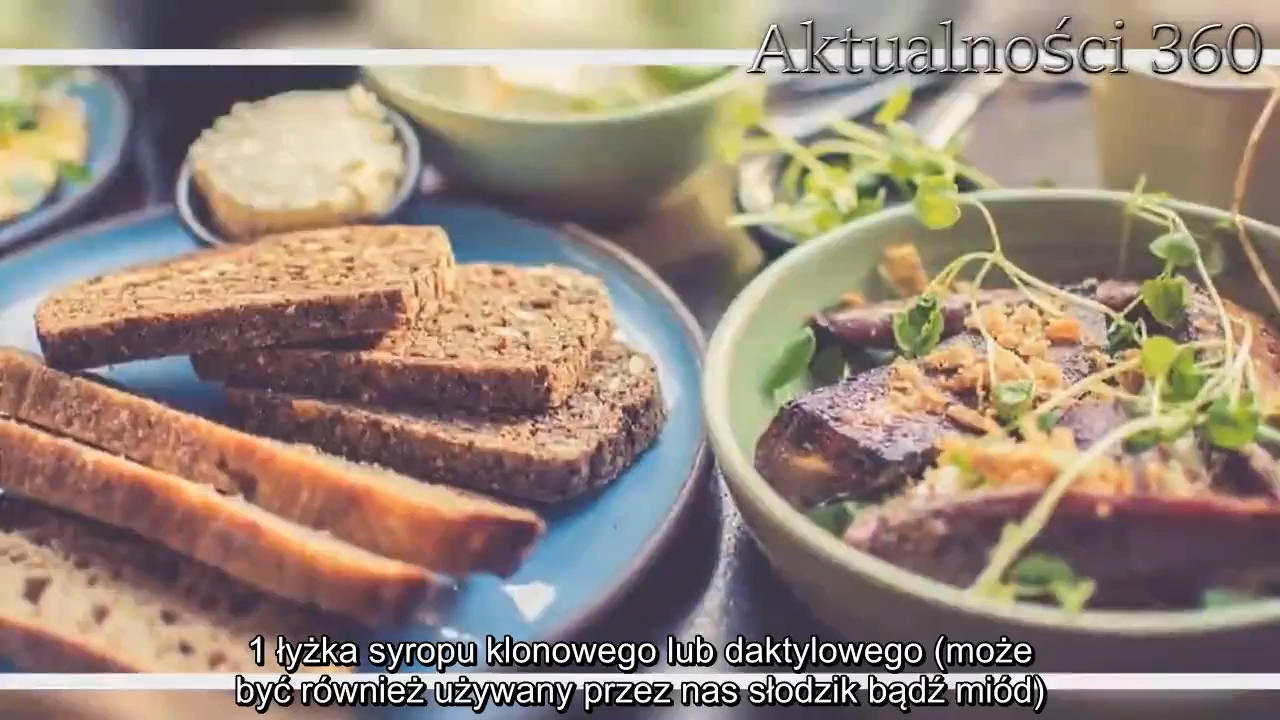 Aktualności 360
1 łyżka syropu klonowego lub daktylowego (może
być również używany przez nas słodzik bądź miód)